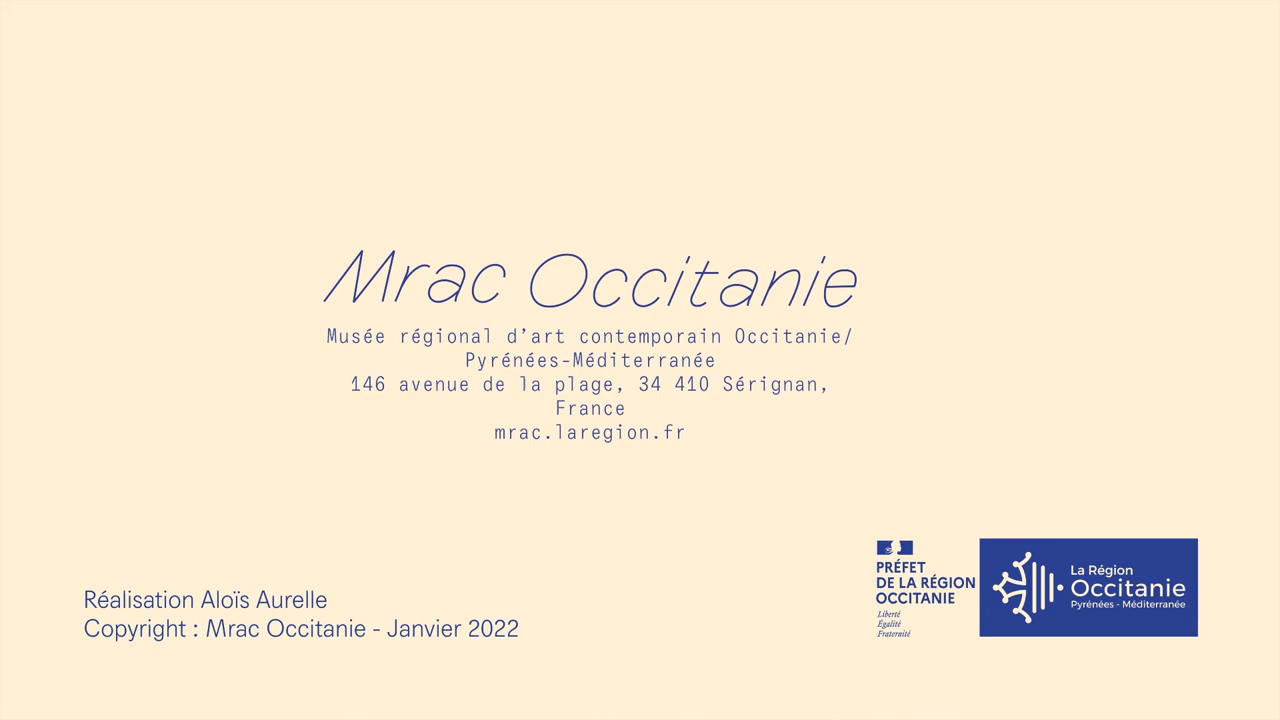 Mrac Occitanie
Musée régional d’art contemporain Occitanie/
Pyrénées-Méditerranée
146 avenue de la plage, 34 410 Sérignan,
France
mrac.laregion.fr
Réalisation Aloïs Aurelle
Copyright : Mrac Occitanie - Janvier 2022
PRÉFET
DE LA RÉGION
OCCITANIE
Liberté
Égalité
Fraternité
La Région
Occitanie
Pyrénées - Méditerranée